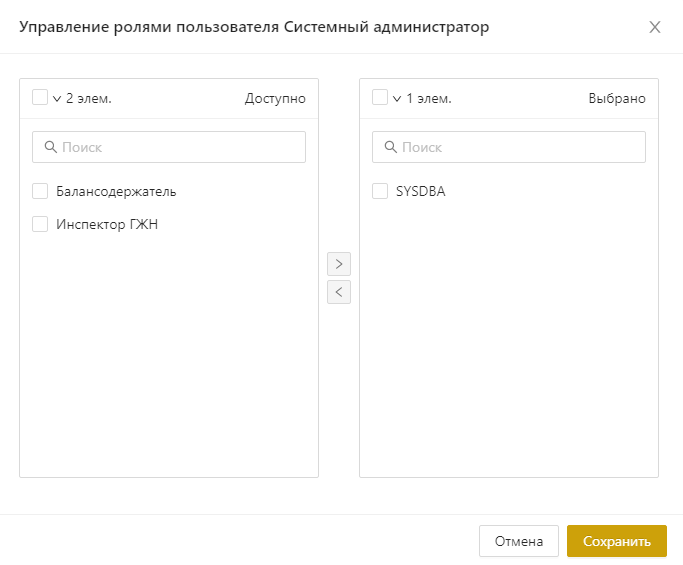 Управление ролями пользователя Системный администратор
2 элем. Доступно
Поиск
Балансодержатель
Инспектор ГЖН
1 элем. Выбрано
Поиск
SYSDBA
Отмена Сохранить